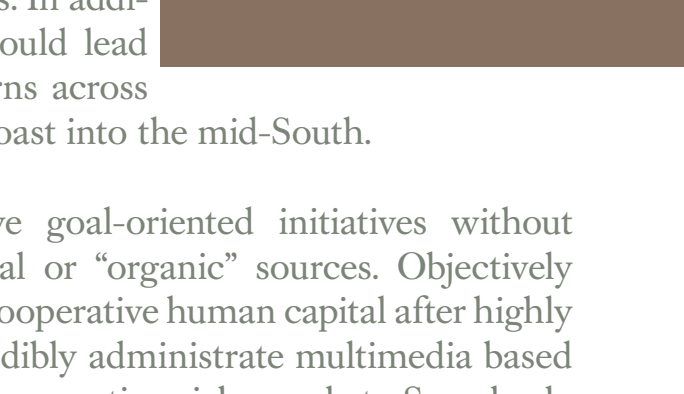 s. In addi-
ould lead
rns across
oast into the mid-South.
ve goal-oriented initiatives without
al or “organic” sources. Objectively
ooperative human capital after highly
dibly administrate multimedia based